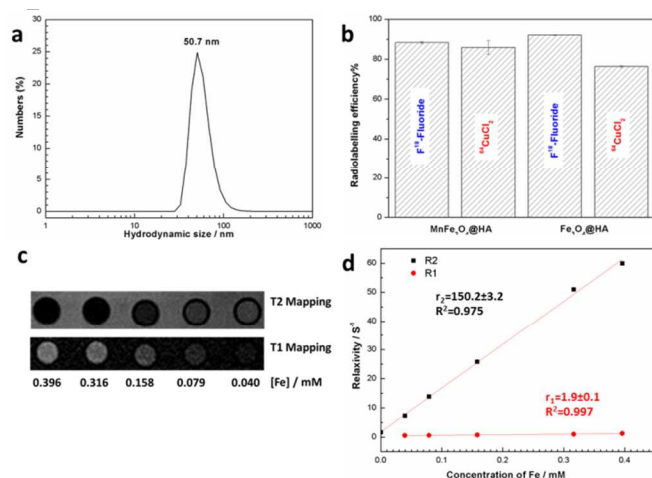 a
50.7 nm
Numbers (%)
30
25
20
15
10
5
0
1
10
100
1000
Hydrodynamic size / nm
b
Radiolabelling efficiency%
100
80
60
40
20
0
F¹⁸-Fluoride
⁶⁴CuCl₂
F¹⁸-Fluoride
⁶⁴CuCl₂
MnFe₃O₂@HA
Fe₃O₂@HA
c
T2 Mapping
T1 Mapping
0.396 0.316 0.158 0.079 0.040 [Fe] / mM
d
R2
R1
r₂=150.2±3.2
R²=0.975
r₁=1.9±0.1
R²=0.997
Relaxivity / S⁻¹
60
50
40
30
20
10
0
0.0
0.1
0.2
0.3
0.4
Concentration of Fe / mM